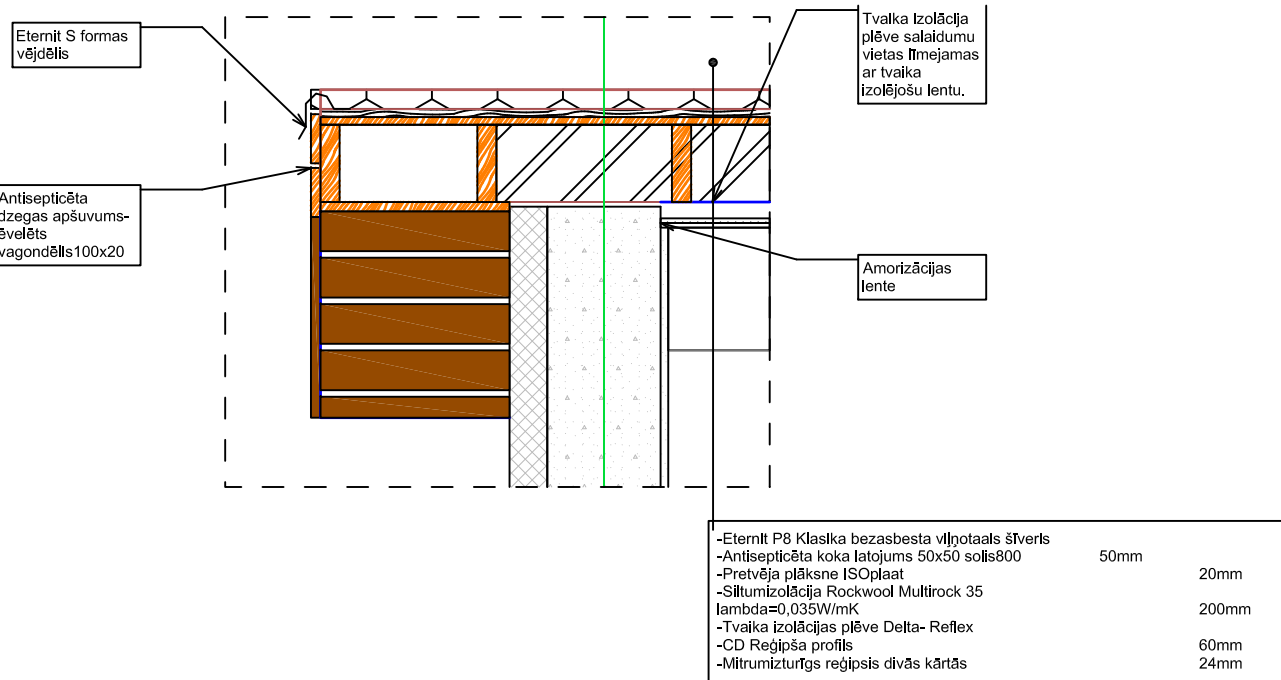 Eternit S formas
vējdēlis
Tvaika Izolācija
plēve salaidumu
vietas līmējamas
ar tvaika
izolējošu lentu.
Antisepticēta
dzegas apšuvums-
ēvelēts
vagondēlis100x20
Amorizācijas
lente
-Eternit P8 Klasika bezasbesta viļņotaals šīveris
-Antisepticēta koka latojums 50x50 solis800 50mm
-Pretvēja plāksne ISOplaat 20mm
-Siltumizolācija Rockwool Multirock 35
lambda=0,035W/mK 200mm
-Tvaika izolācijas plēve Delta- Reflex
-CD Reģipša profils 60mm
-Mitrumizturīgs reģipsis divās kārtās 24mm